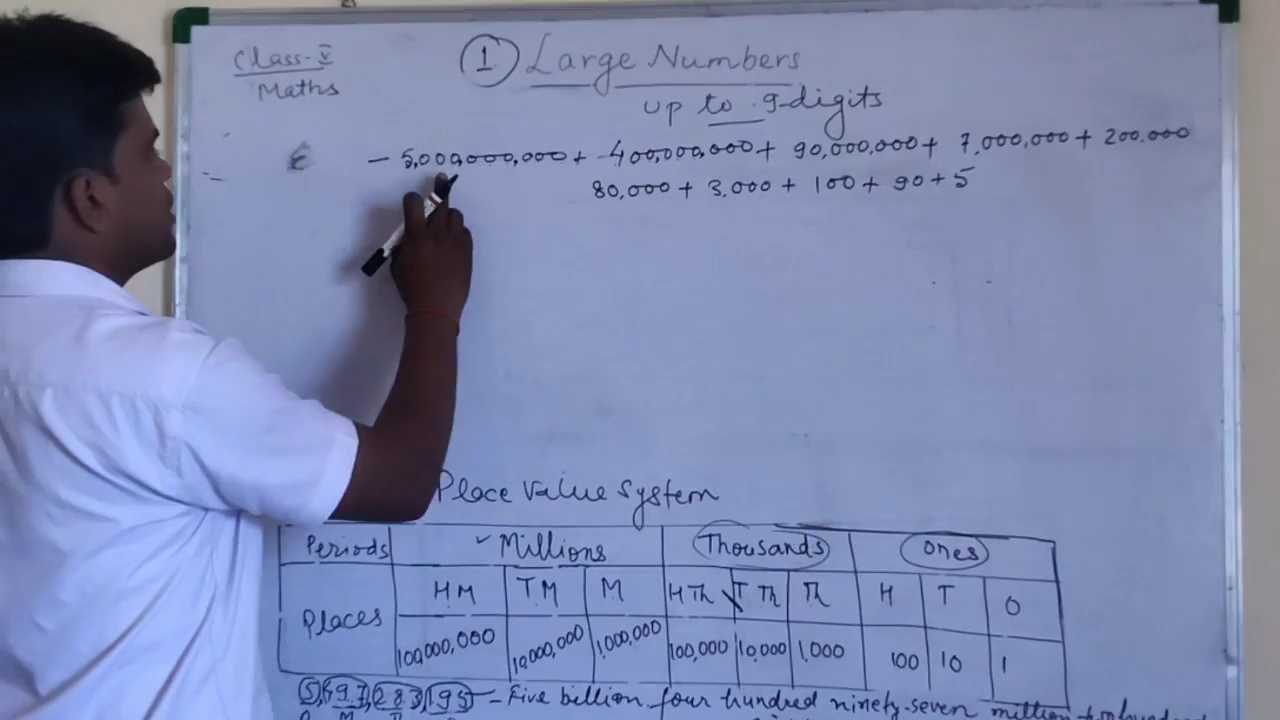 Class-V
Maths
① Large Numbers
up to 9-digits
- 5,000,000,000 + 400,000,000 + 90,000,000 + 7,000,000 + 200,000
80,000 + 3,000 + 100 + 90 + 5
Place Value System
Periods Millions Thousands Ones
Places HM TM M H Th T Th Th H T O
100,000,000 10,000,000 1,000,000 100,000 10,000 1,000 100 10 1
5,497,283,195 - Five billion four hundred ninety-seven million